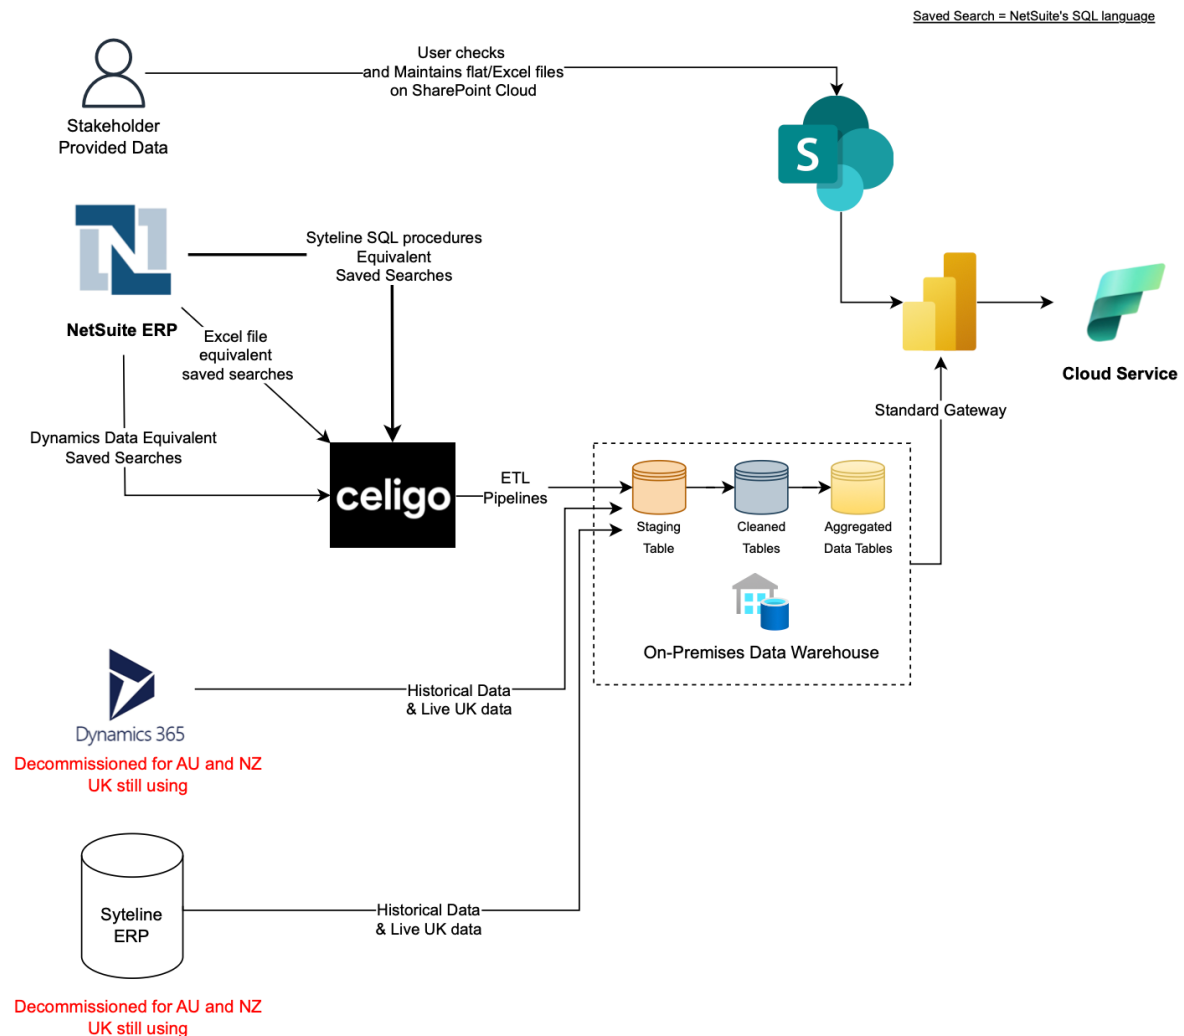 Saved Search = NetSuite's SQL language
User checks
and Maintains flat/Excel files
on SharePoint Cloud
Stakeholder
Provided Data
S
N
NetSuite ERP
Syteline SQL procedures
Equivalent
Saved Searches
Excel file
equivalent
saved searches
Cloud Service
Standard Gateway
Dynamics Data Equivalent
Saved Searches
celigo
ETL
Pipelines
Staging
Table
Cleaned
Tables
Aggregated
Data Tables
On-Premises Data Warehouse
Dynamics 365
Historical Data
& Live UK data
Decommissioned for AU and NZ
UK still using
Syteline
ERP
Historical Data
& Live UK data
Decommissioned for AU and NZ
UK still using